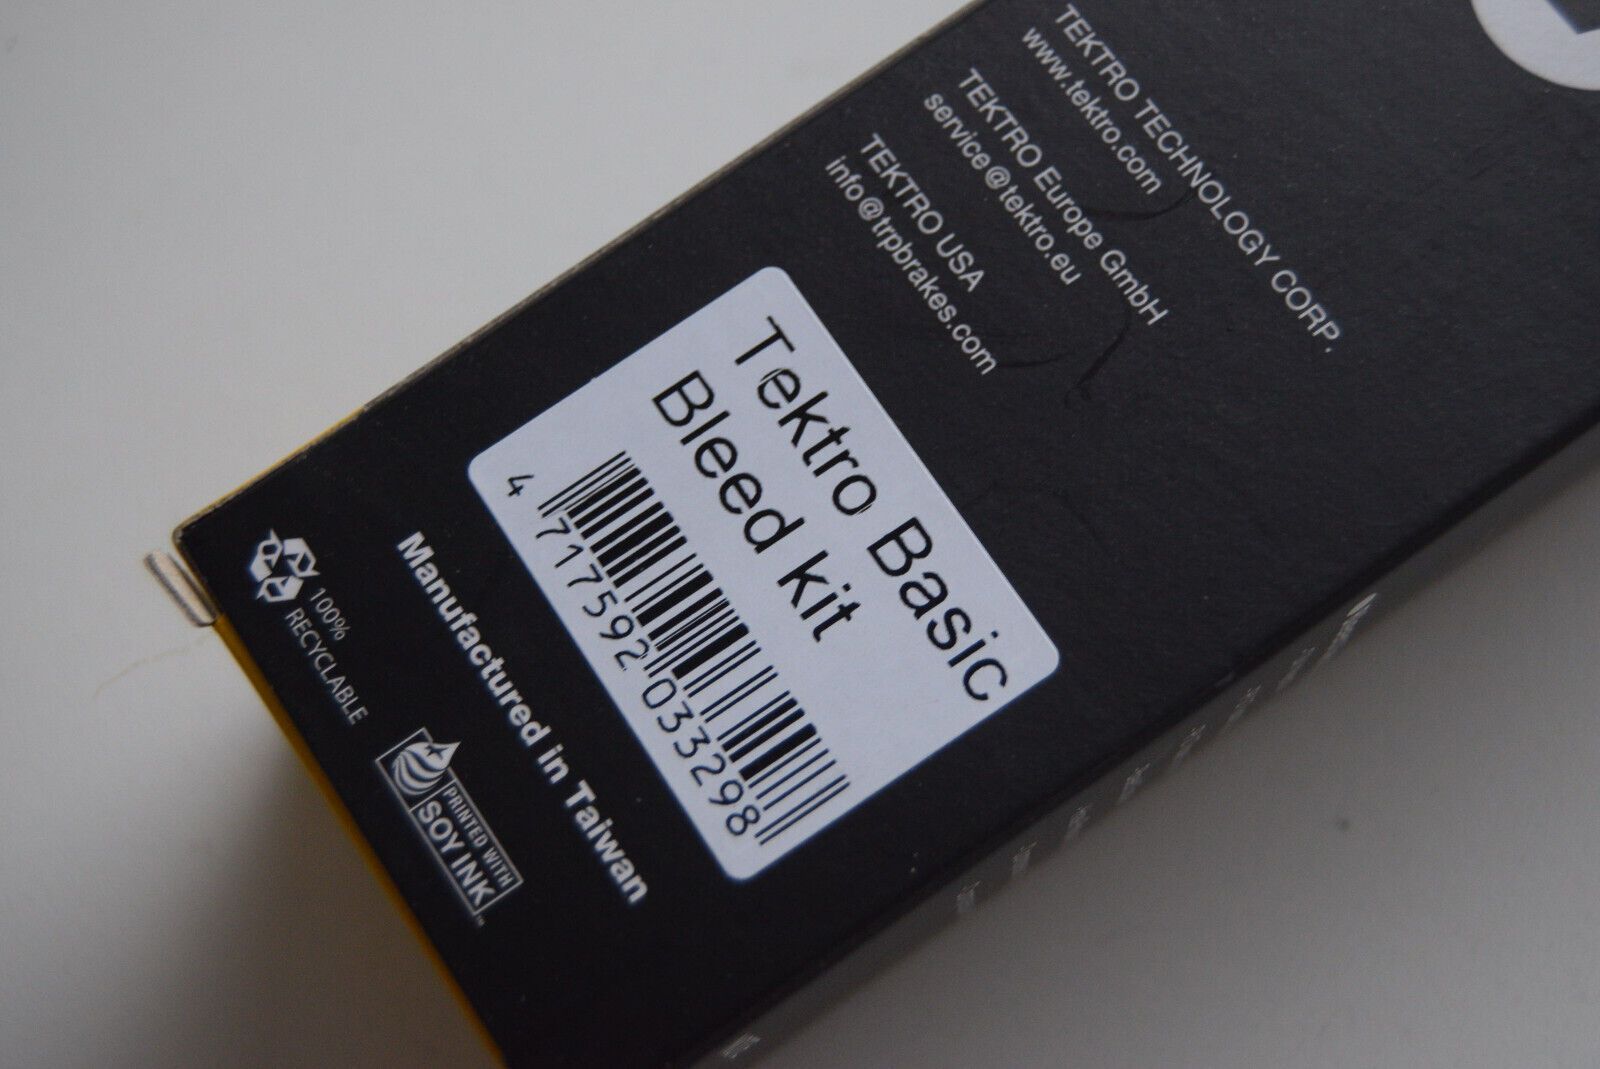 TEKTRO TECHNOLOGY CORP.
www.tektro.com
TEKTRO Europe GmbH
service@tektro.eu
TEKTRO USA
info@trpbrakes.com
Tektro Basic
Bleed kit
4 717592 033298
Manufactured in Taiwan
100%
RECYCLABLE
PRINTED WITH
SOY INK™